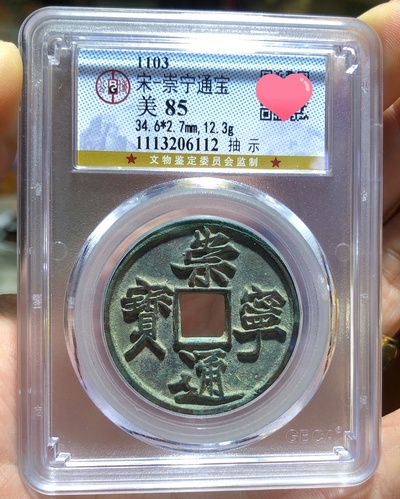 1103
宋-崇宁通宝
美 85
34.6*2.7mm,12.3g
1113206112 抽 示
★ 文物鉴定委员会监制 ★
崇
寶 寧
通
GBCA